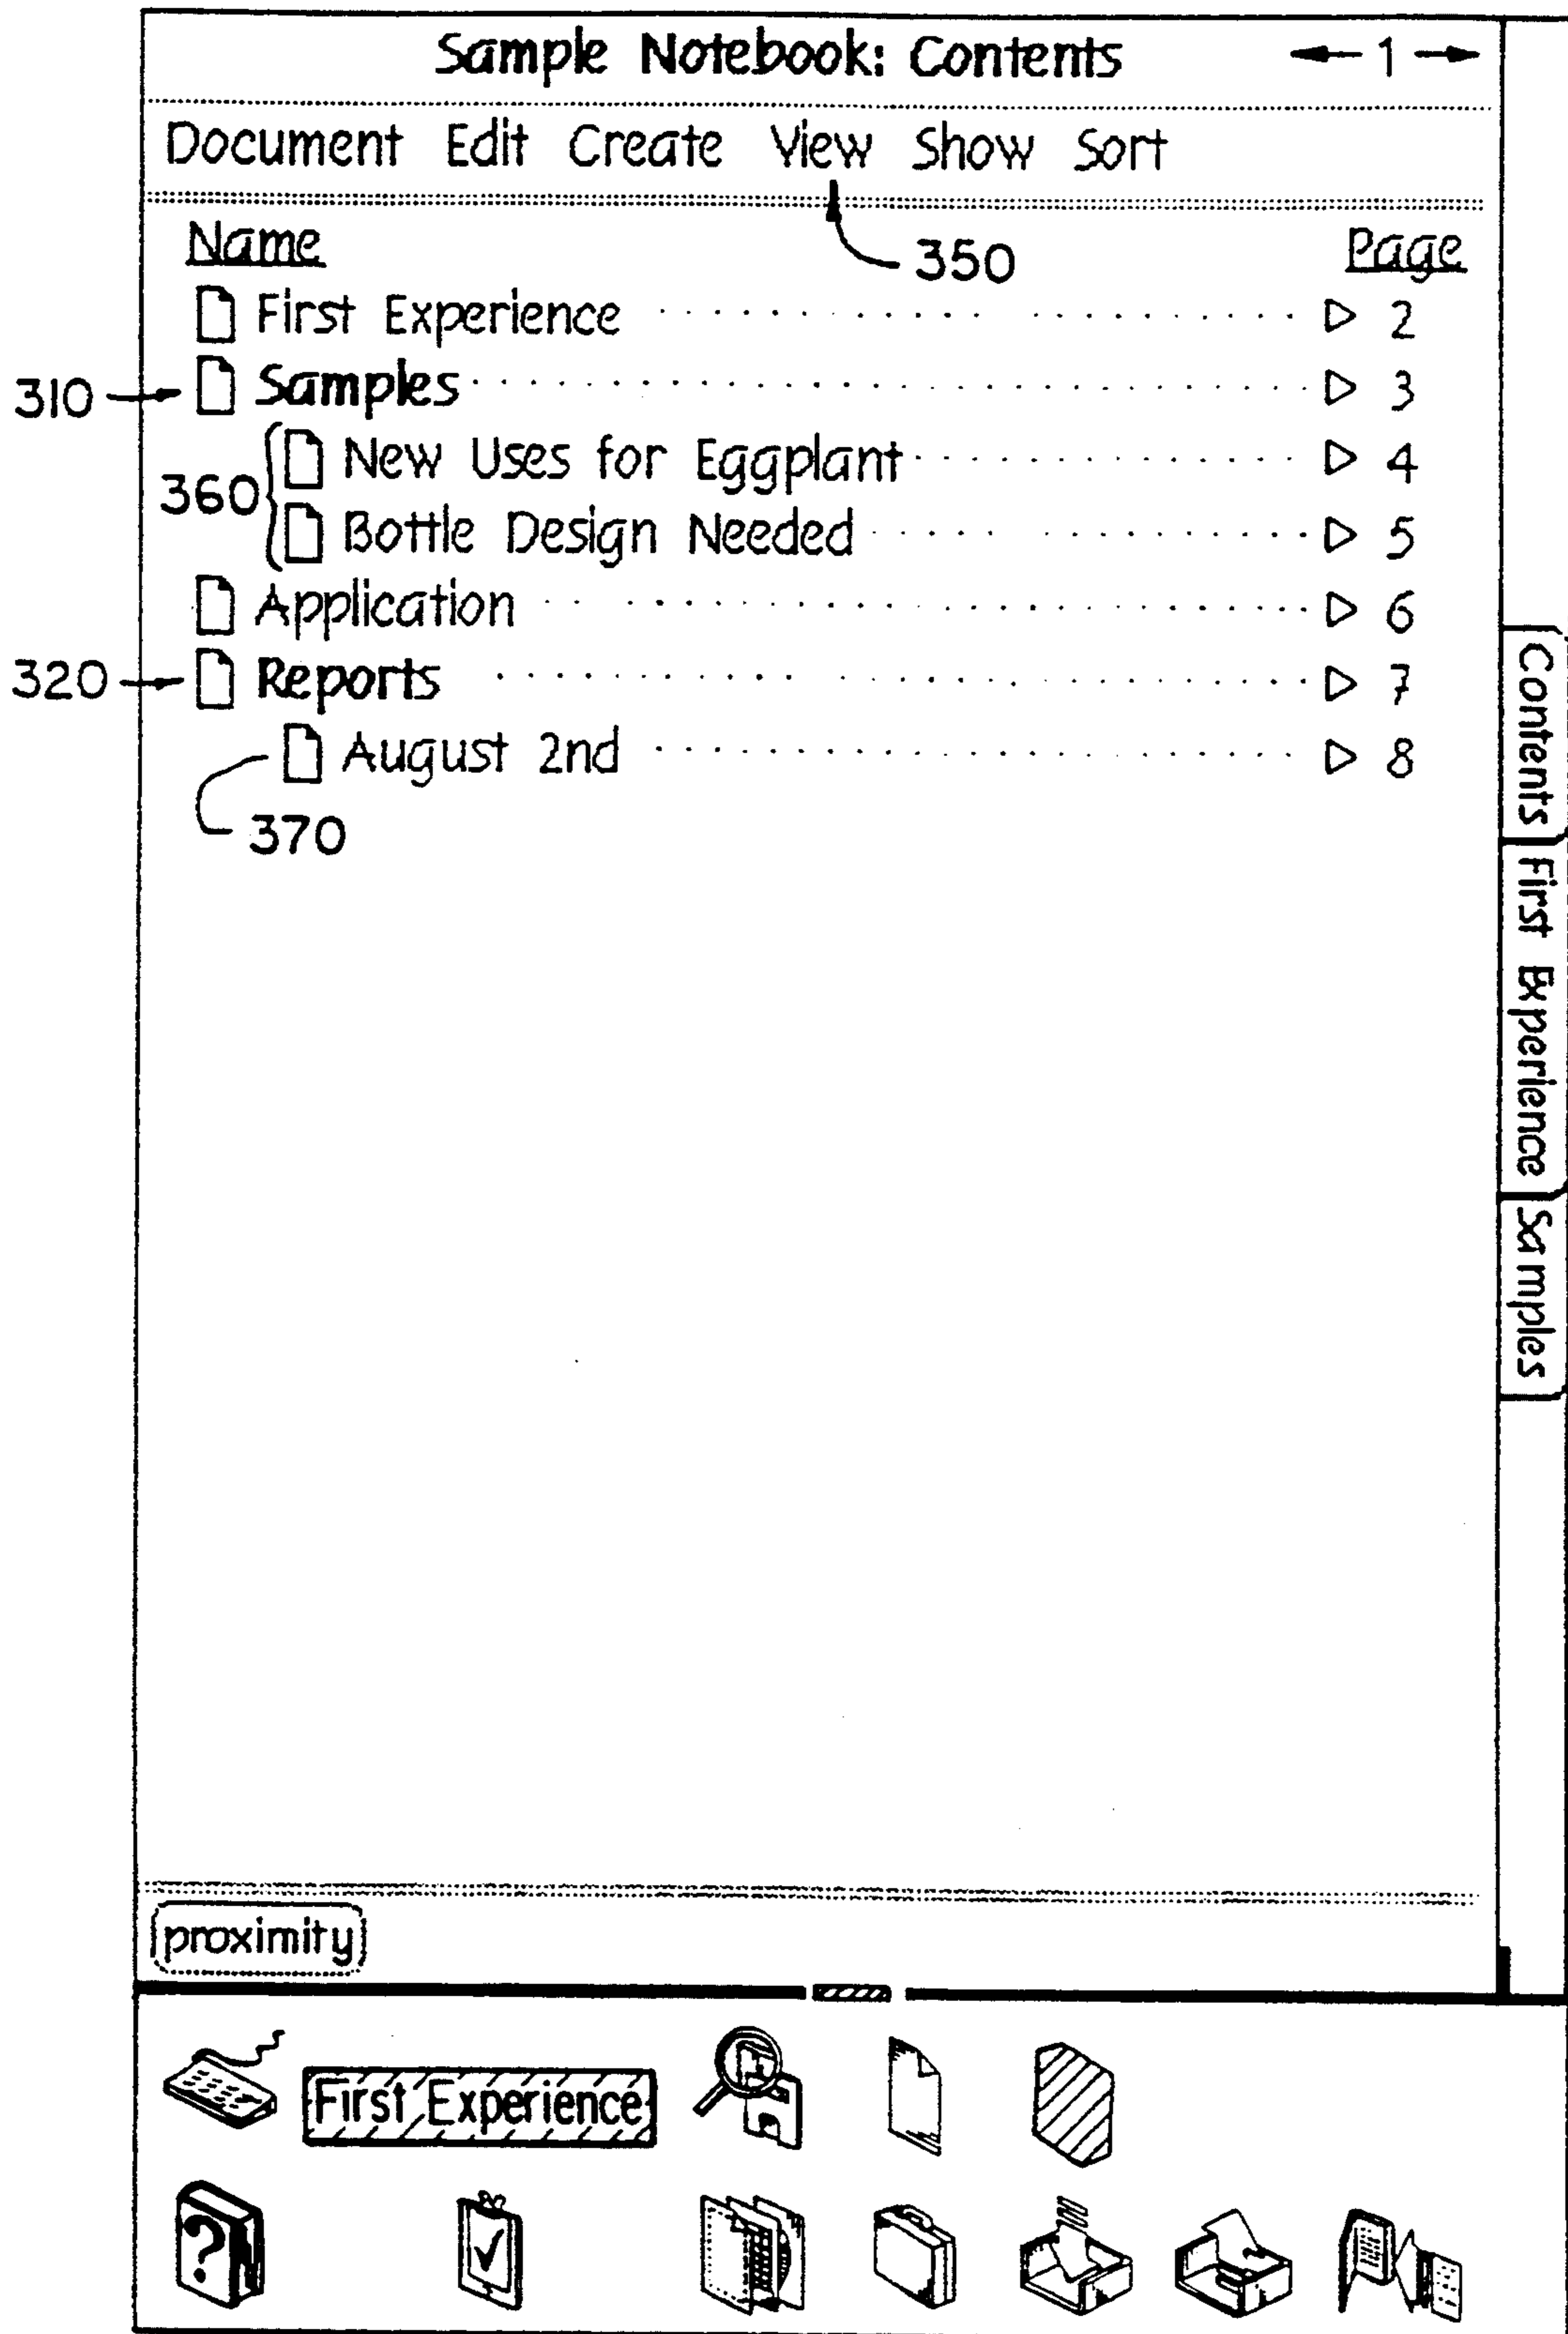 Sample Notebook: Contents ← 1 →
Document Edit Create View Show Sort
350
Name Page
First Experience 2
310 Samples 3
360 New Uses for Eggplant 4
Bottle Design Needed 5
Application 6
320 Reports 7
August 2nd 8
370
Contents
First Experience
Samples
proximity
First Experience
?